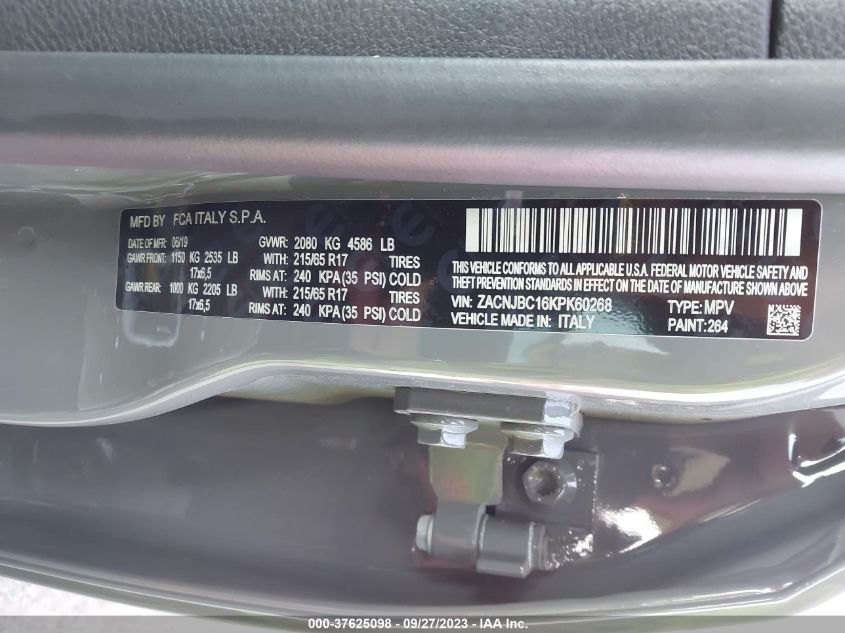 MFD BY FCA ITALY S.P.A.
DATE OF MFR: 06/19 GVWR: 2080 KG 4586 LB
GAWR FRONT: 1150 KG 2535 LB WITH: 215/65 R17 TIRES
17x6,5 RIMS AT: 240 KPA (35 PSI) COLD
GAWR REAR: 1000 KG 2205 LB WITH: 215/65 R17 TIRES
17x6,5 RIMS AT: 240 KPA (35 PSI) COLD
THIS VEHICLE CONFORMS TO ALL APPLICABLE U.S.A. FEDERAL MOTOR VEHICLE SAFETY AND
THEFT PREVENTION STANDARDS IN EFFECT ON THE DATE OF MANUFACTURE SHOWN ABOVE
VIN: ZACNJBC16KPK60268 TYPE: MPV
VEHICLE MADE IN: ITALY PAINT: 264
000-37625098 - 09/27/2023 - IAA Inc.